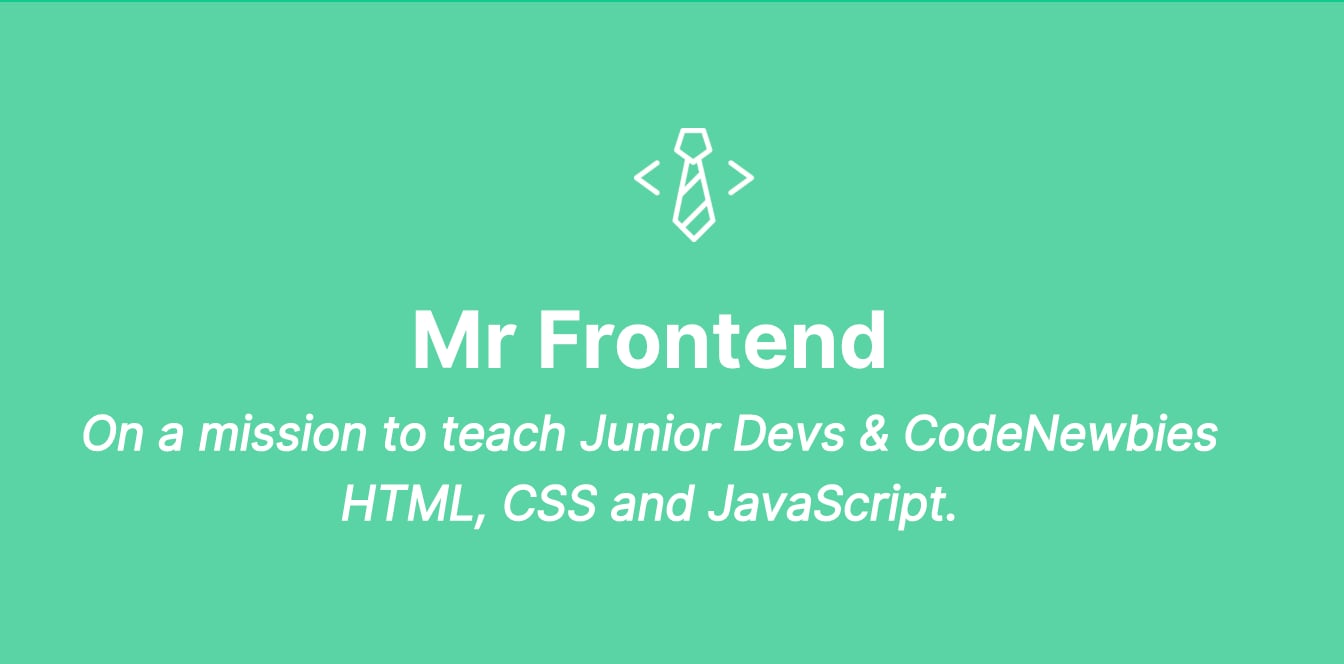 Mr Frontend
On a mission to teach Junior Devs & CodeNewbies
HTML, CSS and JavaScript.